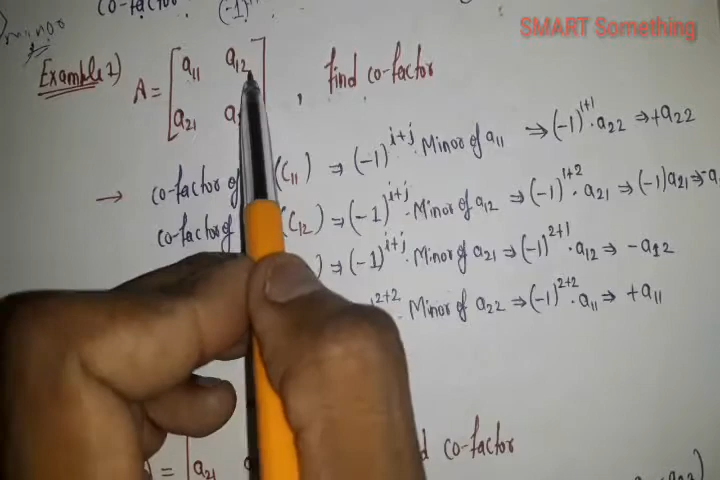 co-factor (-1)
SMART Something
minor
Example 1) A = [a11 a12 , find co-factor
a21 a
→ co-factor of (C11) ⇒ (-1)^i+j . Minor of a11 ⇒ (-1)^1+1 . a22 ⇒ +a22
co-factor of (C12) ⇒ (-1)^i+j . Minor of a12 ⇒ (-1)^1+2 . a21 ⇒ (-1) a21 ⇒ -a
) ⇒ (-1)^i+j . Minor of a21 ⇒ (-1)^2+1 . a12 ⇒ -a12
2+2 . Minor of a22 ⇒ (-1)^2+2 . a11 ⇒ +a11
co-factor
= a21